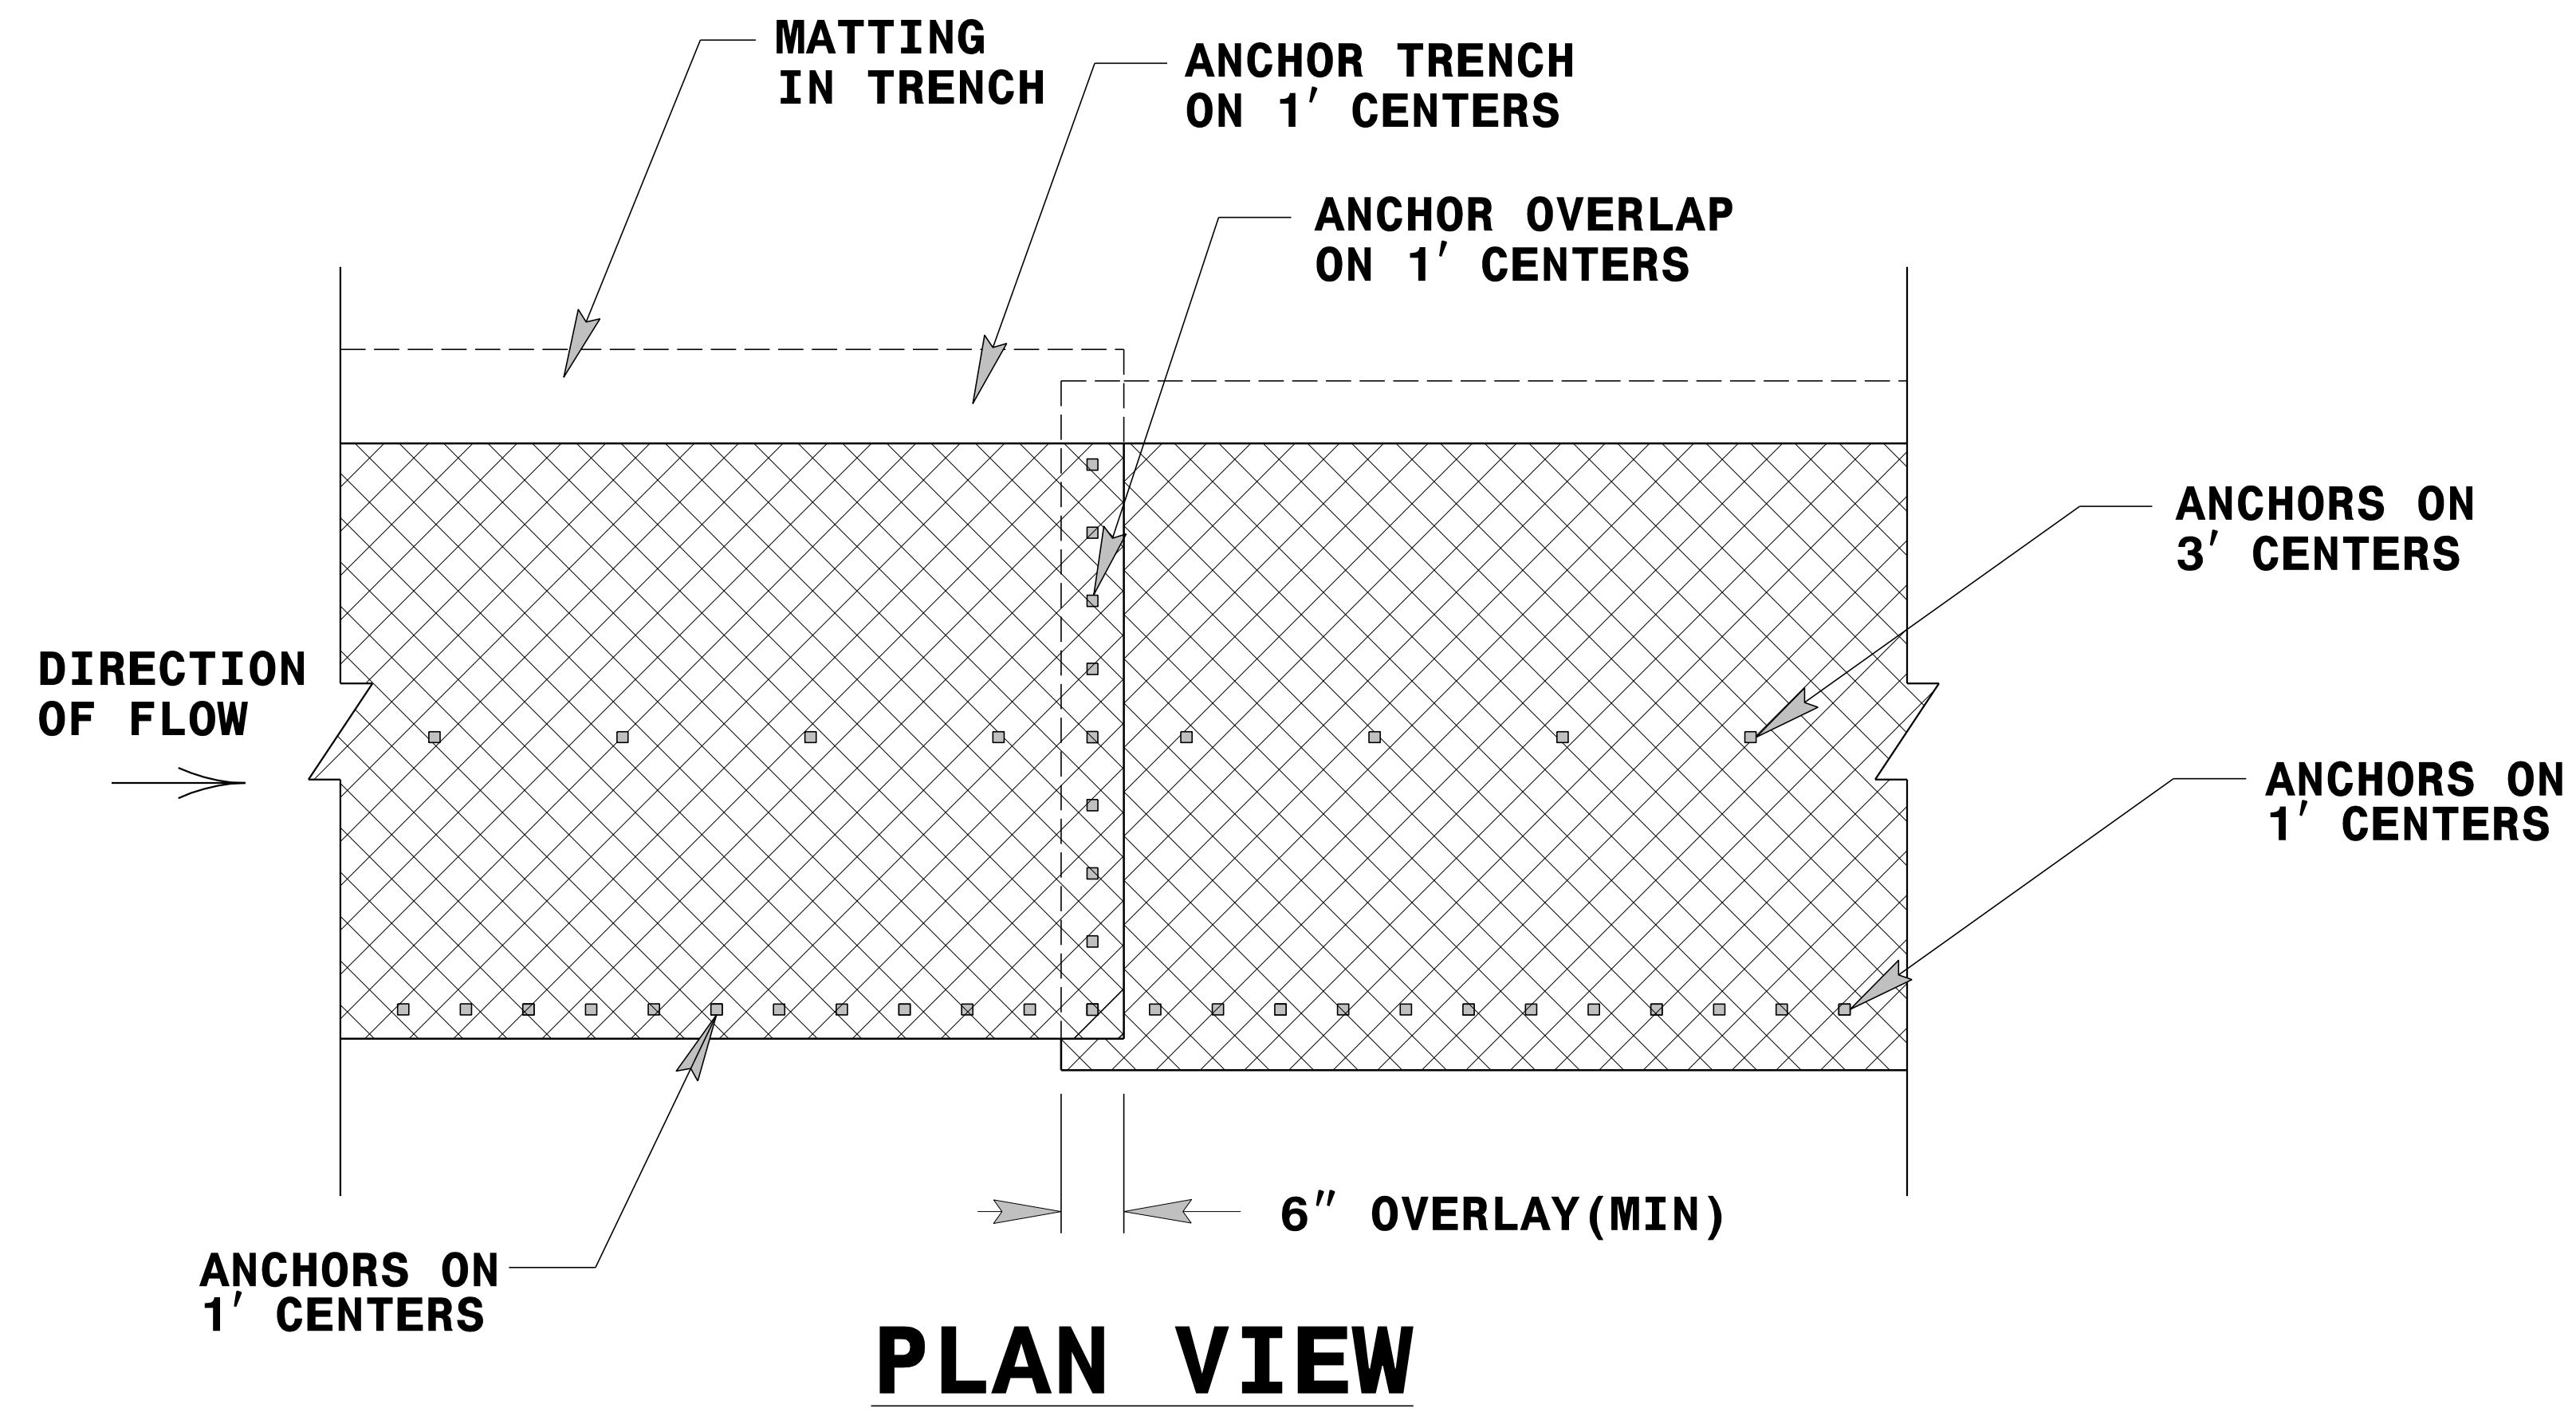 MATTING
IN TRENCH
ANCHOR TRENCH
ON 1' CENTERS
ANCHOR OVERLAP
ON 1' CENTERS
ANCHORS ON
3' CENTERS
DIRECTION
OF FLOW
ANCHORS ON
1' CENTERS
6" OVERLAY(MIN)
ANCHORS ON
1' CENTERS
PLAN VIEW